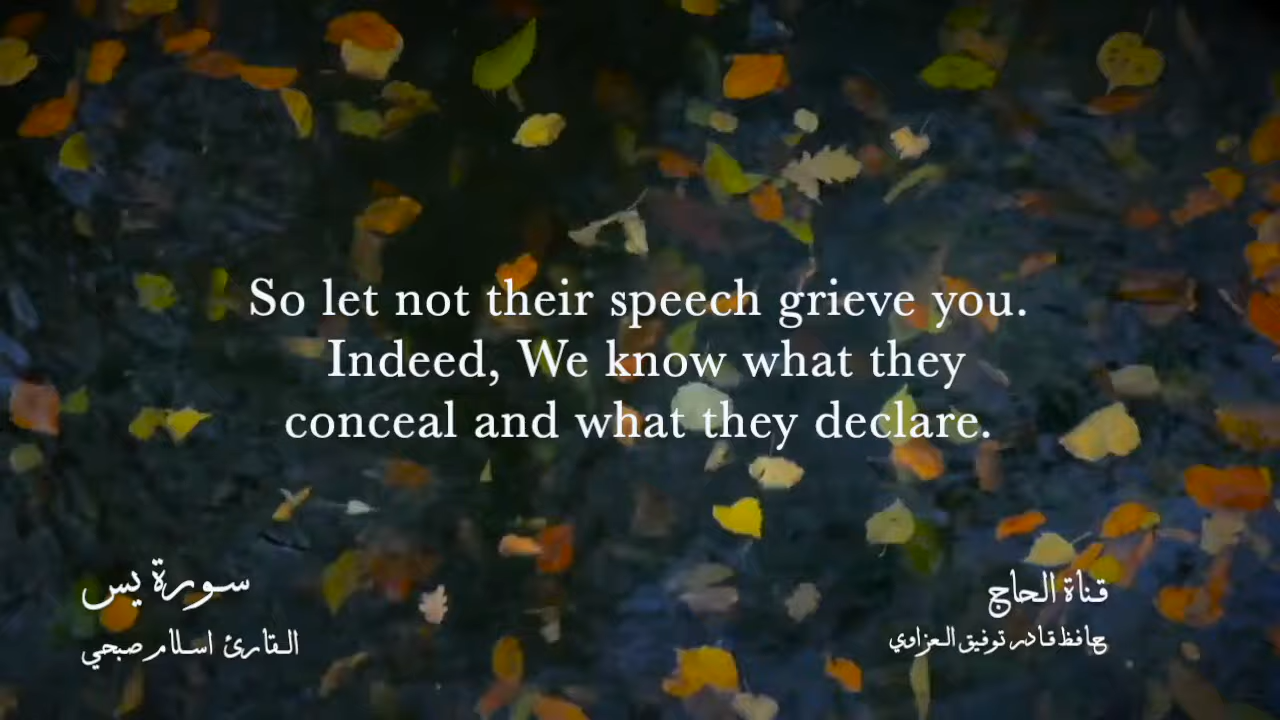 So let not their speech grieve you.
Indeed, We know what they
conceal and what they declare.
سورة يس
القارئ اسلام صبحي
قناة الحاج
حافظ قادر توفيق العزاوي